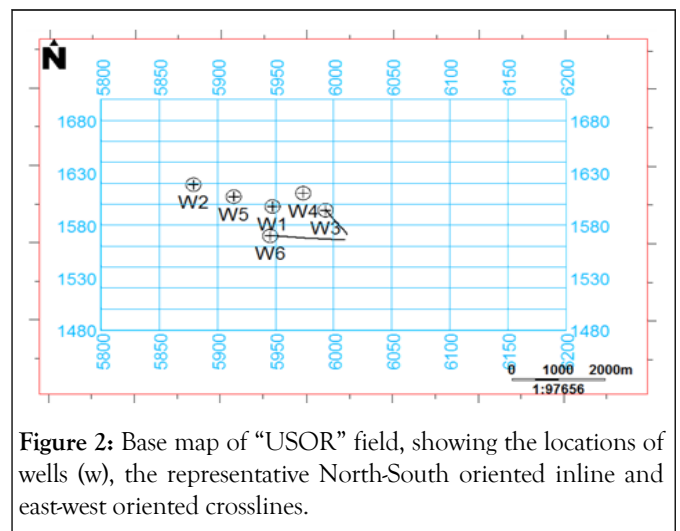 N
5800 5850 5900 5950 6000 6050 6100 6150 6200
1680 1680
1630 1630
W2 W5 W4
W1 W3
1580 1580
W6
1530 1530
1480 1480
5800 5850 5900 5950 6000 6050 6100 6150 6200
0 1000 2000m
1:97656
Figure 2: Base map of “USOR” field, showing the locations of
wells (w), the representative North-South oriented inline and
east-west oriented crosslines.